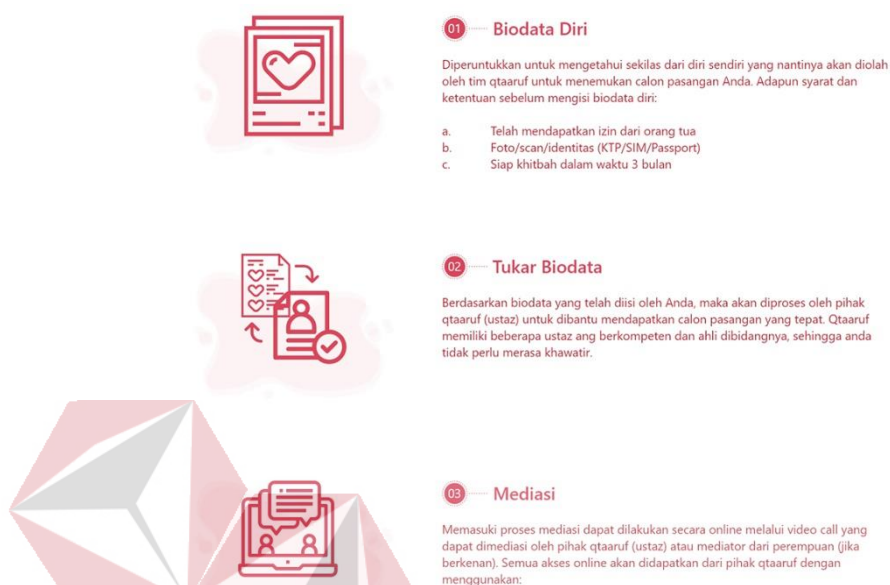 01 Biodata Diri
Diperuntukkan untuk mengetahui sekilas dari diri sendiri yang nantinya akan diolah
oleh tim qtaaruf untuk menemukan calon pasangan Anda. Adapun syarat dan
ketentuan sebelum mengisi biodata diri:
a. Telah mendapatkan izin dari orang tua
b. Foto/scan/identitas (KTP/SIM/Passport)
c. Siap khitbah dalam waktu 3 bulan
02 Tukar Biodata
Berdasarkan biodata yang telah diisi oleh Anda, maka akan diproses oleh pihak
qtaaruf (ustaz) untuk dibantu mendapatkan calon pasangan yang tepat. Qtaaruf
memiliki beberapa ustaz ang berkompeten dan ahli dibidangnya, sehingga anda
tidak perlu merasa khawatir.
03 Mediasi
Memasuki proses mediasi dapat dilakukan secara online melalui video call yang
dapat dimediasi oleh pihak qtaaruf (ustaz) atau mediator dari perempuan (jika
berkenan). Semua akses online akan didapatkan dari pihak qtaaruf dengan
menggunakan: